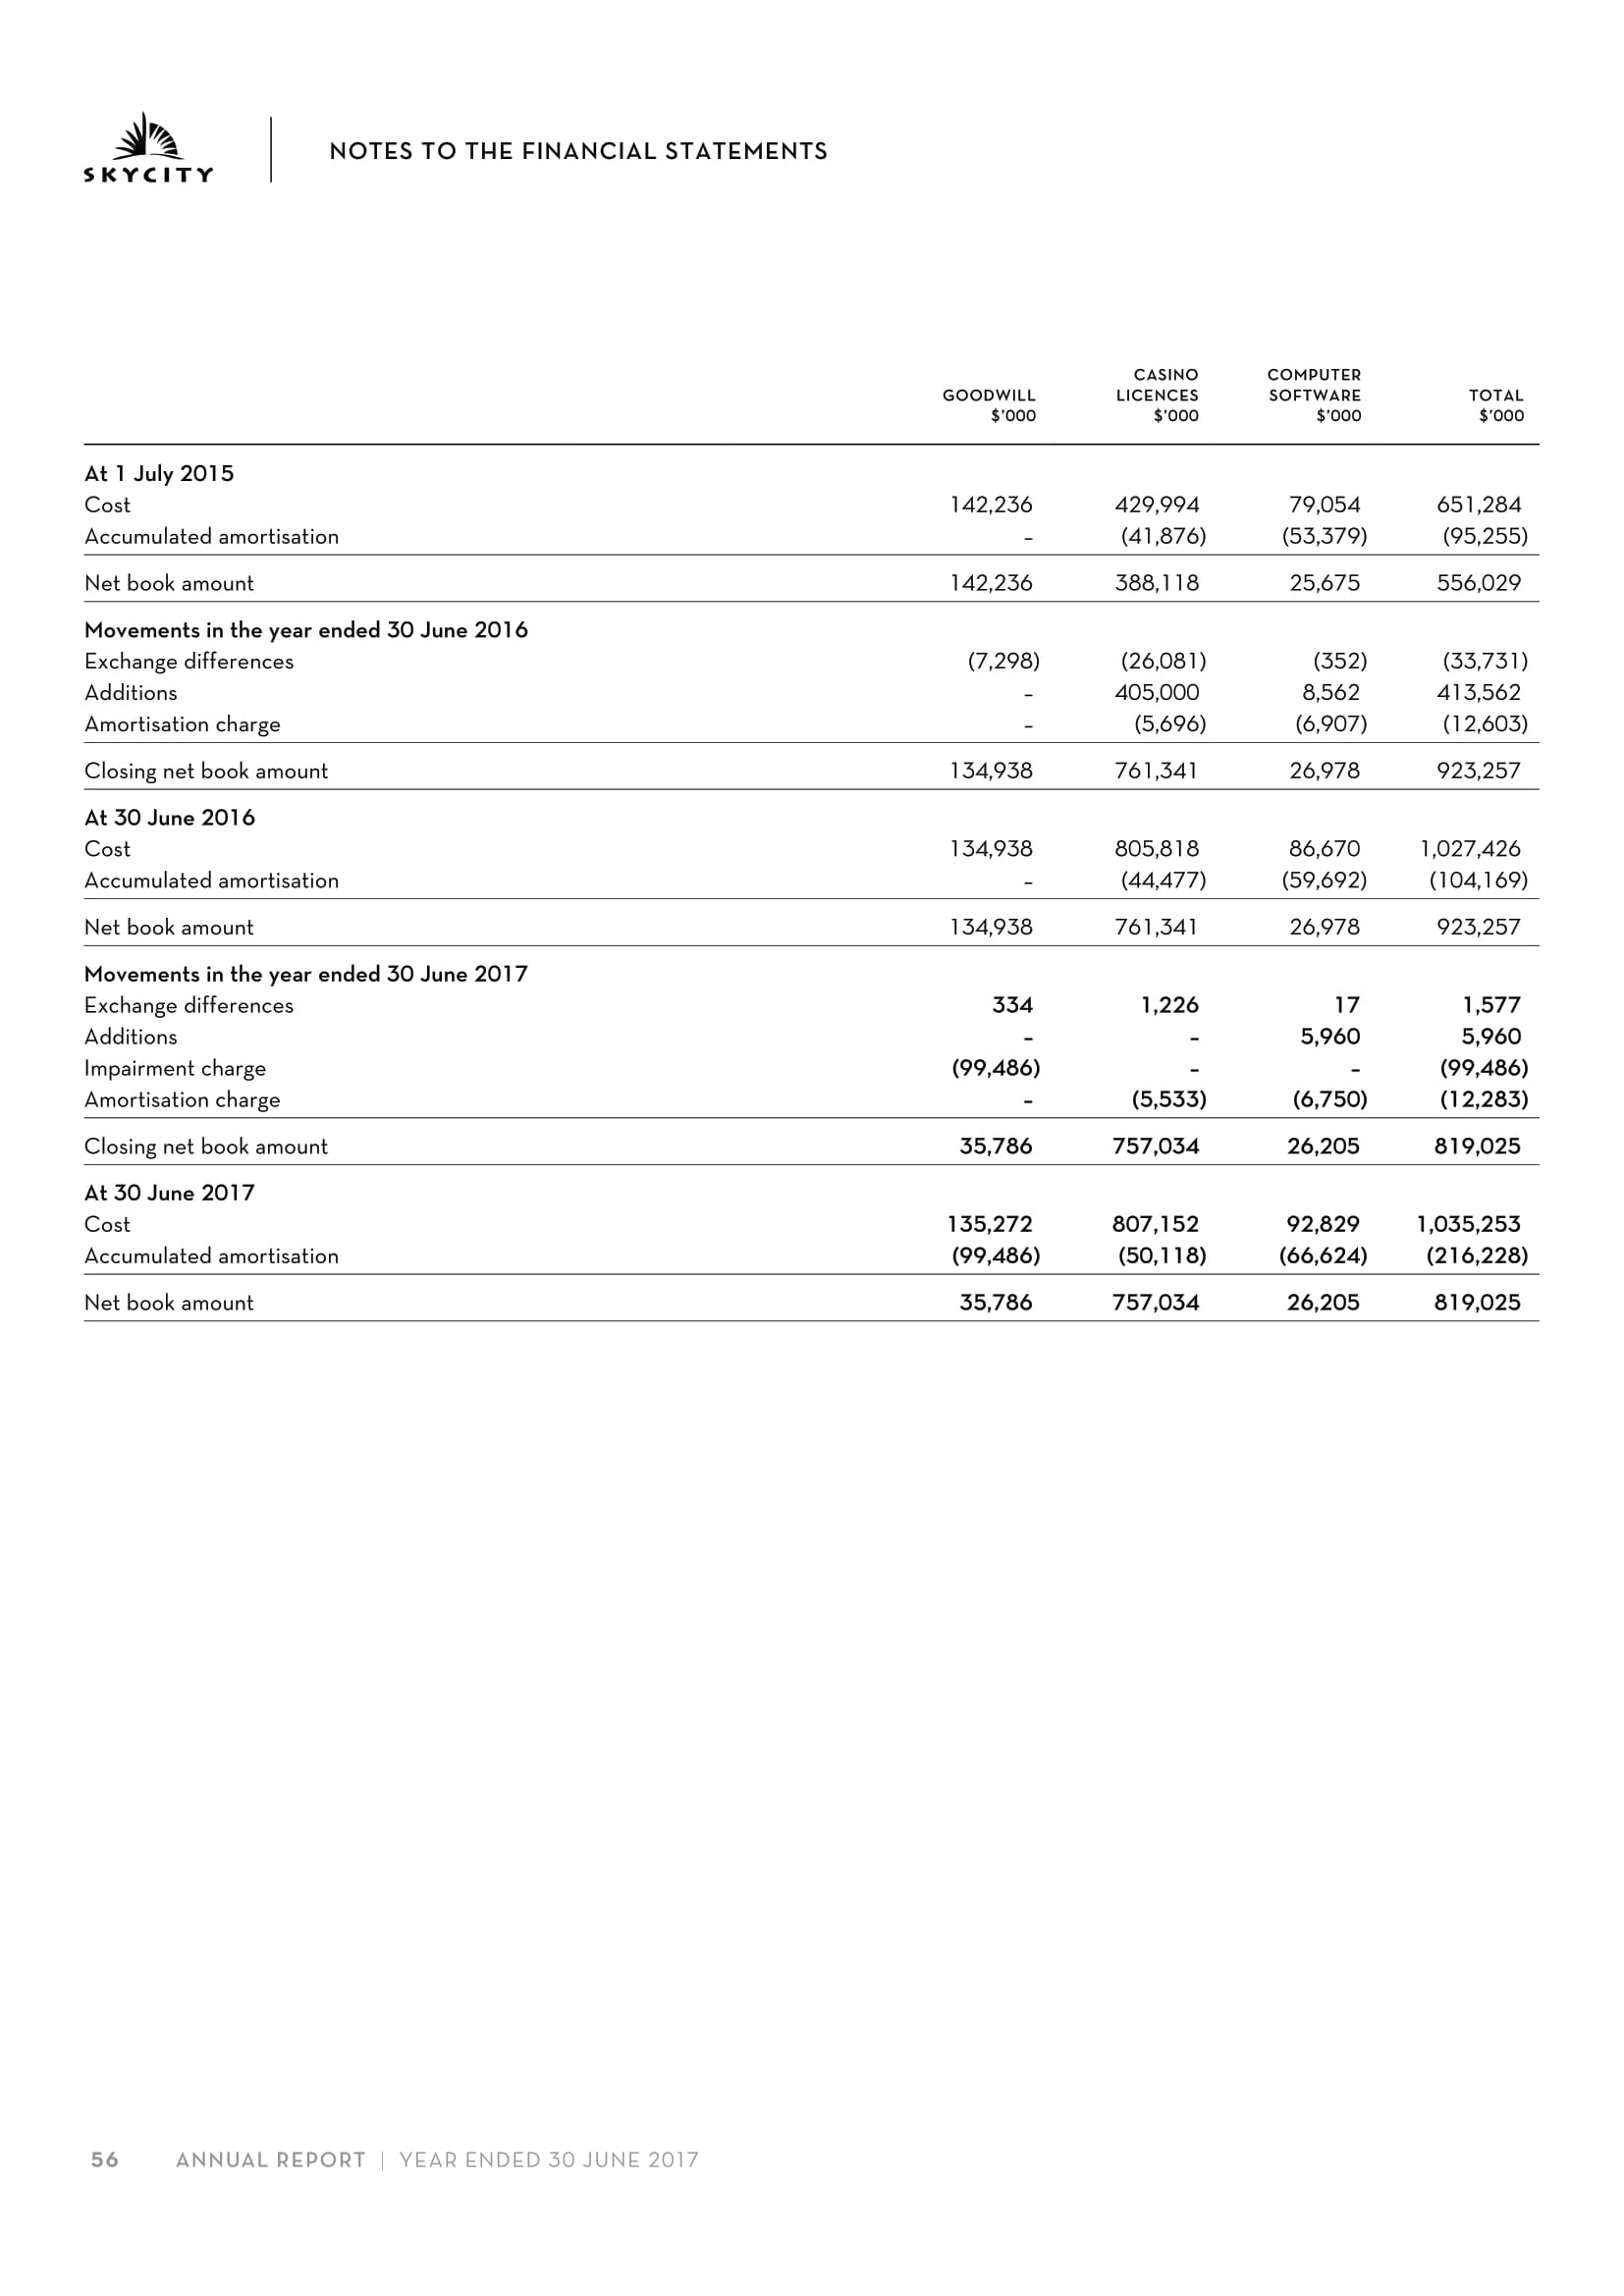 SKYCITY
NOTES TO THE FINANCIAL STATEMENTS
GOODWILL $'000 CASINO LICENCES $'000 COMPUTER SOFTWARE $'000 TOTAL $'000
At 1 July 2015
Cost 142,236 429,994 79,054 651,284
Accumulated amortisation – (41,876) (53,379) (95,255)
Net book amount 142,236 388,118 25,675 556,029
Movements in the year ended 30 June 2016
Exchange differences (7,298) (26,081) (352) (33,731)
Additions – 405,000 8,562 413,562
Amortisation charge – (5,696) (6,907) (12,603)
Closing net book amount 134,938 761,341 26,978 923,257
At 30 June 2016
Cost 134,938 805,818 86,670 1,027,426
Accumulated amortisation – (44,477) (59,692) (104,169)
Net book amount 134,938 761,341 26,978 923,257
Movements in the year ended 30 June 2017
Exchange differences 334 1,226 17 1,577
Additions – – 5,960 5,960
Impairment charge (99,486) – – (99,486)
Amortisation charge – (5,533) (6,750) (12,283)
Closing net book amount 35,786 757,034 26,205 819,025
At 30 June 2017
Cost 135,272 807,152 92,829 1,035,253
Accumulated amortisation (99,486) (50,118) (66,624) (216,228)
Net book amount 35,786 757,034 26,205 819,025
56 ANNUAL REPORT | YEAR ENDED 30 JUNE 2017